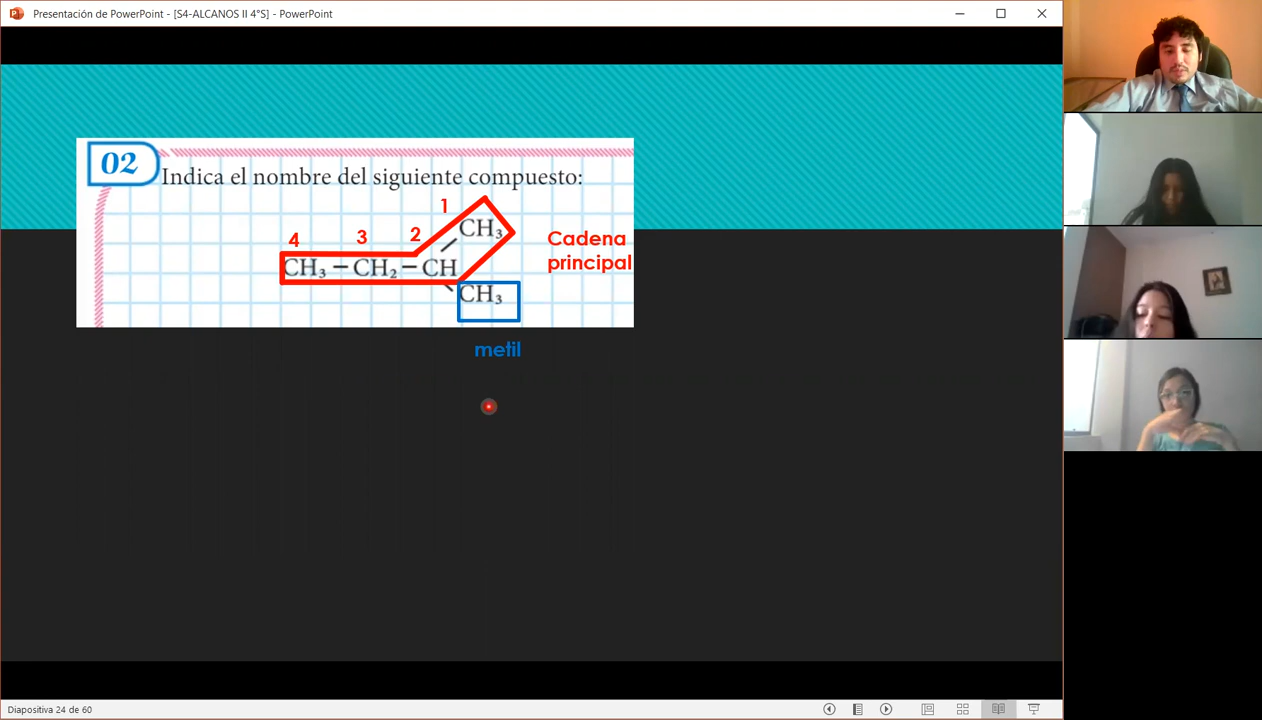 Presentación de PowerPoint - [S4-ALCANOS II 4°S] - PowerPoint
02
Indica el nombre del siguiente compuesto:
1
CH₃
4 3 2
Cadena
principal
CH₃ – CH₂ – CH
CH₃
metil
Diapositiva 24 de 60